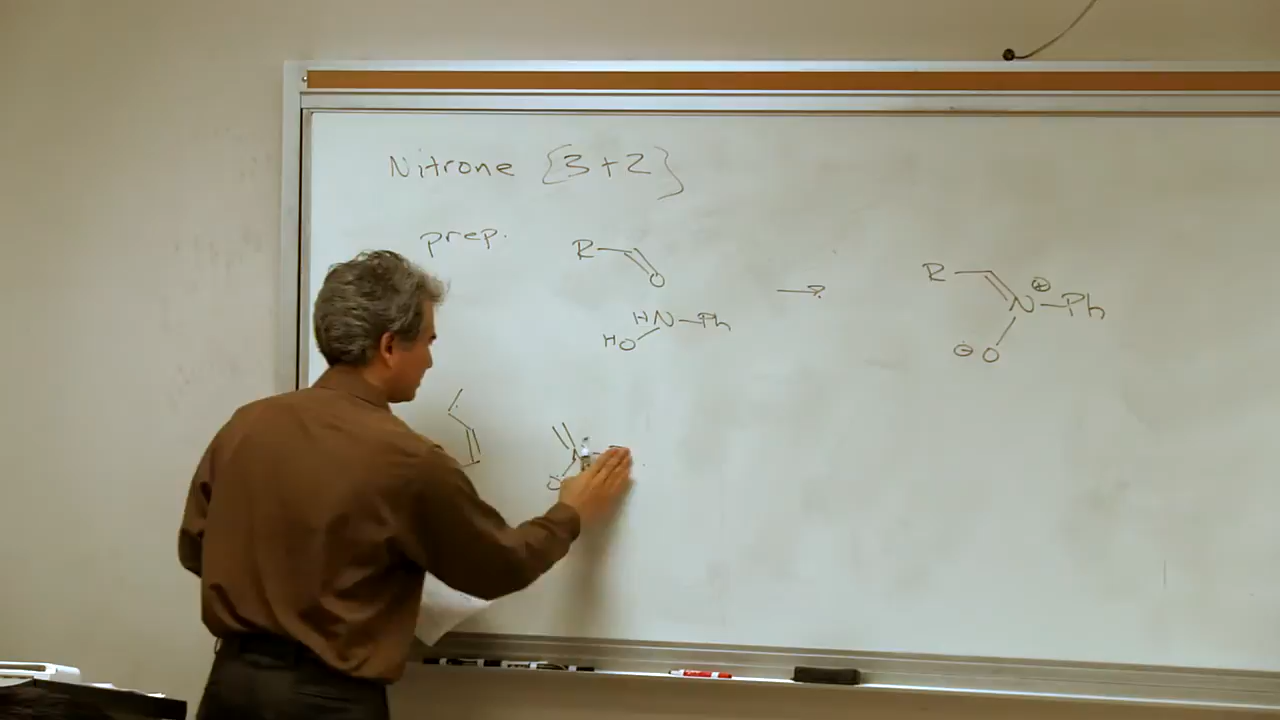 Nitrone {3+2}
prep.
R O → R N ⊕ Ph
HN Ph ⊖ O
HO
O